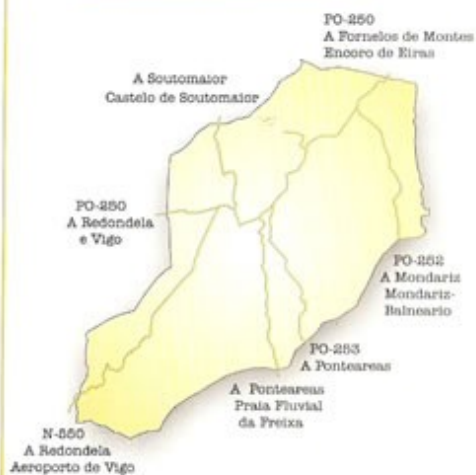 PO-250
A Fornelos de Montes
Encoro de Eiras
A Soutomaior
Castelo de Soutomaior
PO-250
A Redondela
e Vigo
PO-252
A Mondariz
Mondariz-
Balneario
PO-253
A Ponteareas
A Ponteareas
Praia Fluvial
da Freixa
N-550
A Redondela
Aeroporto de Vigo